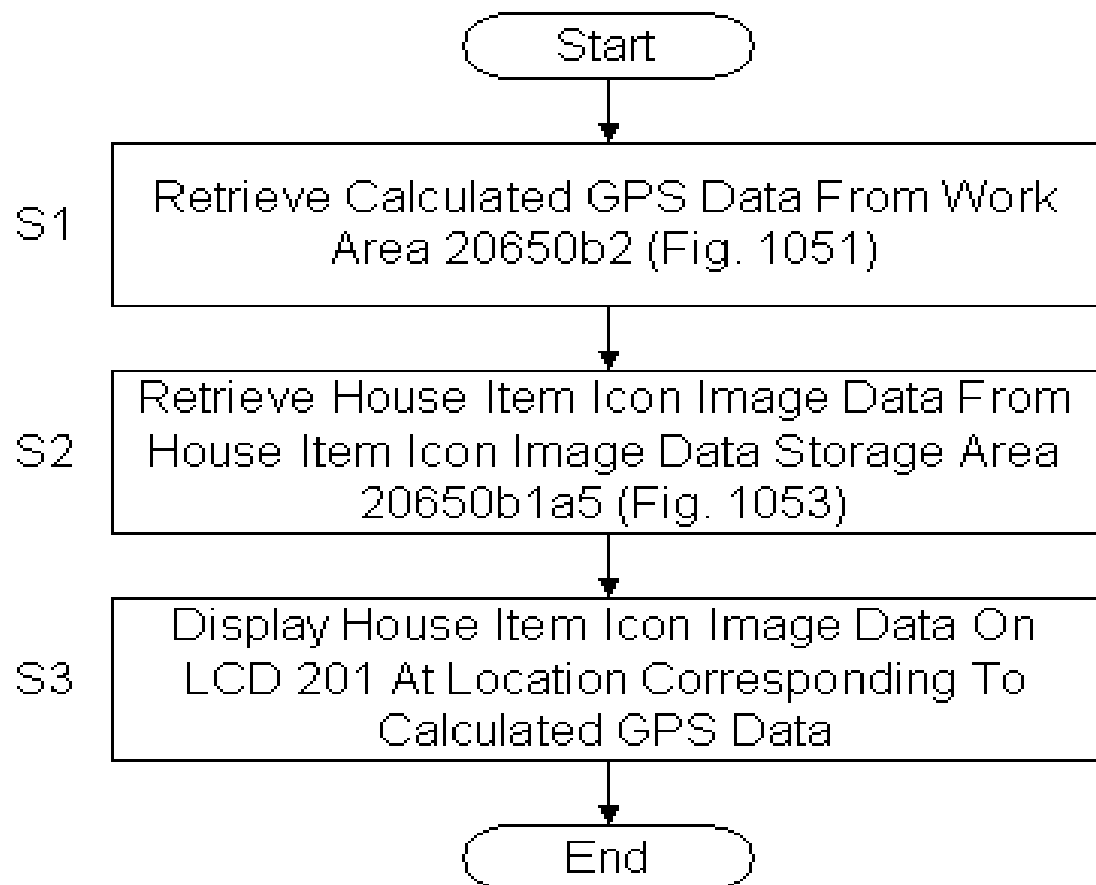 Start
S1
Retrieve Calculated GPS Data From Work
Area 20650b2 (Fig. 1051)
S2
Retrieve House Item Icon Image Data From
House Item Icon Image Data Storage Area
20650b1a5 (Fig. 1053)
S3
Display House Item Icon Image Data On
LCD 201 At Location Corresponding To
Calculated GPS Data
End